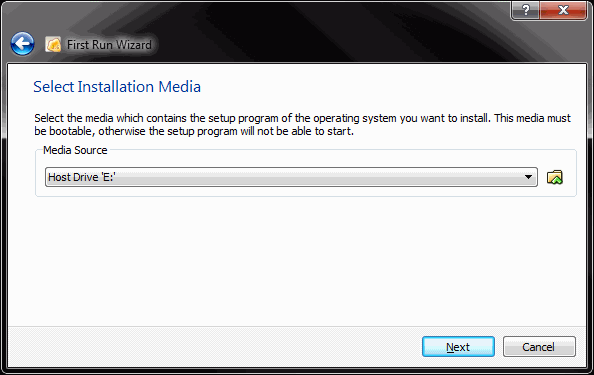 ?
First Run Wizard
Select Installation Media
Select the media which contains the setup program of the operating system you want to install. This media must
be bootable, otherwise the setup program will not be able to start.
Media Source
Host Drive 'E:'
Next
Cancel